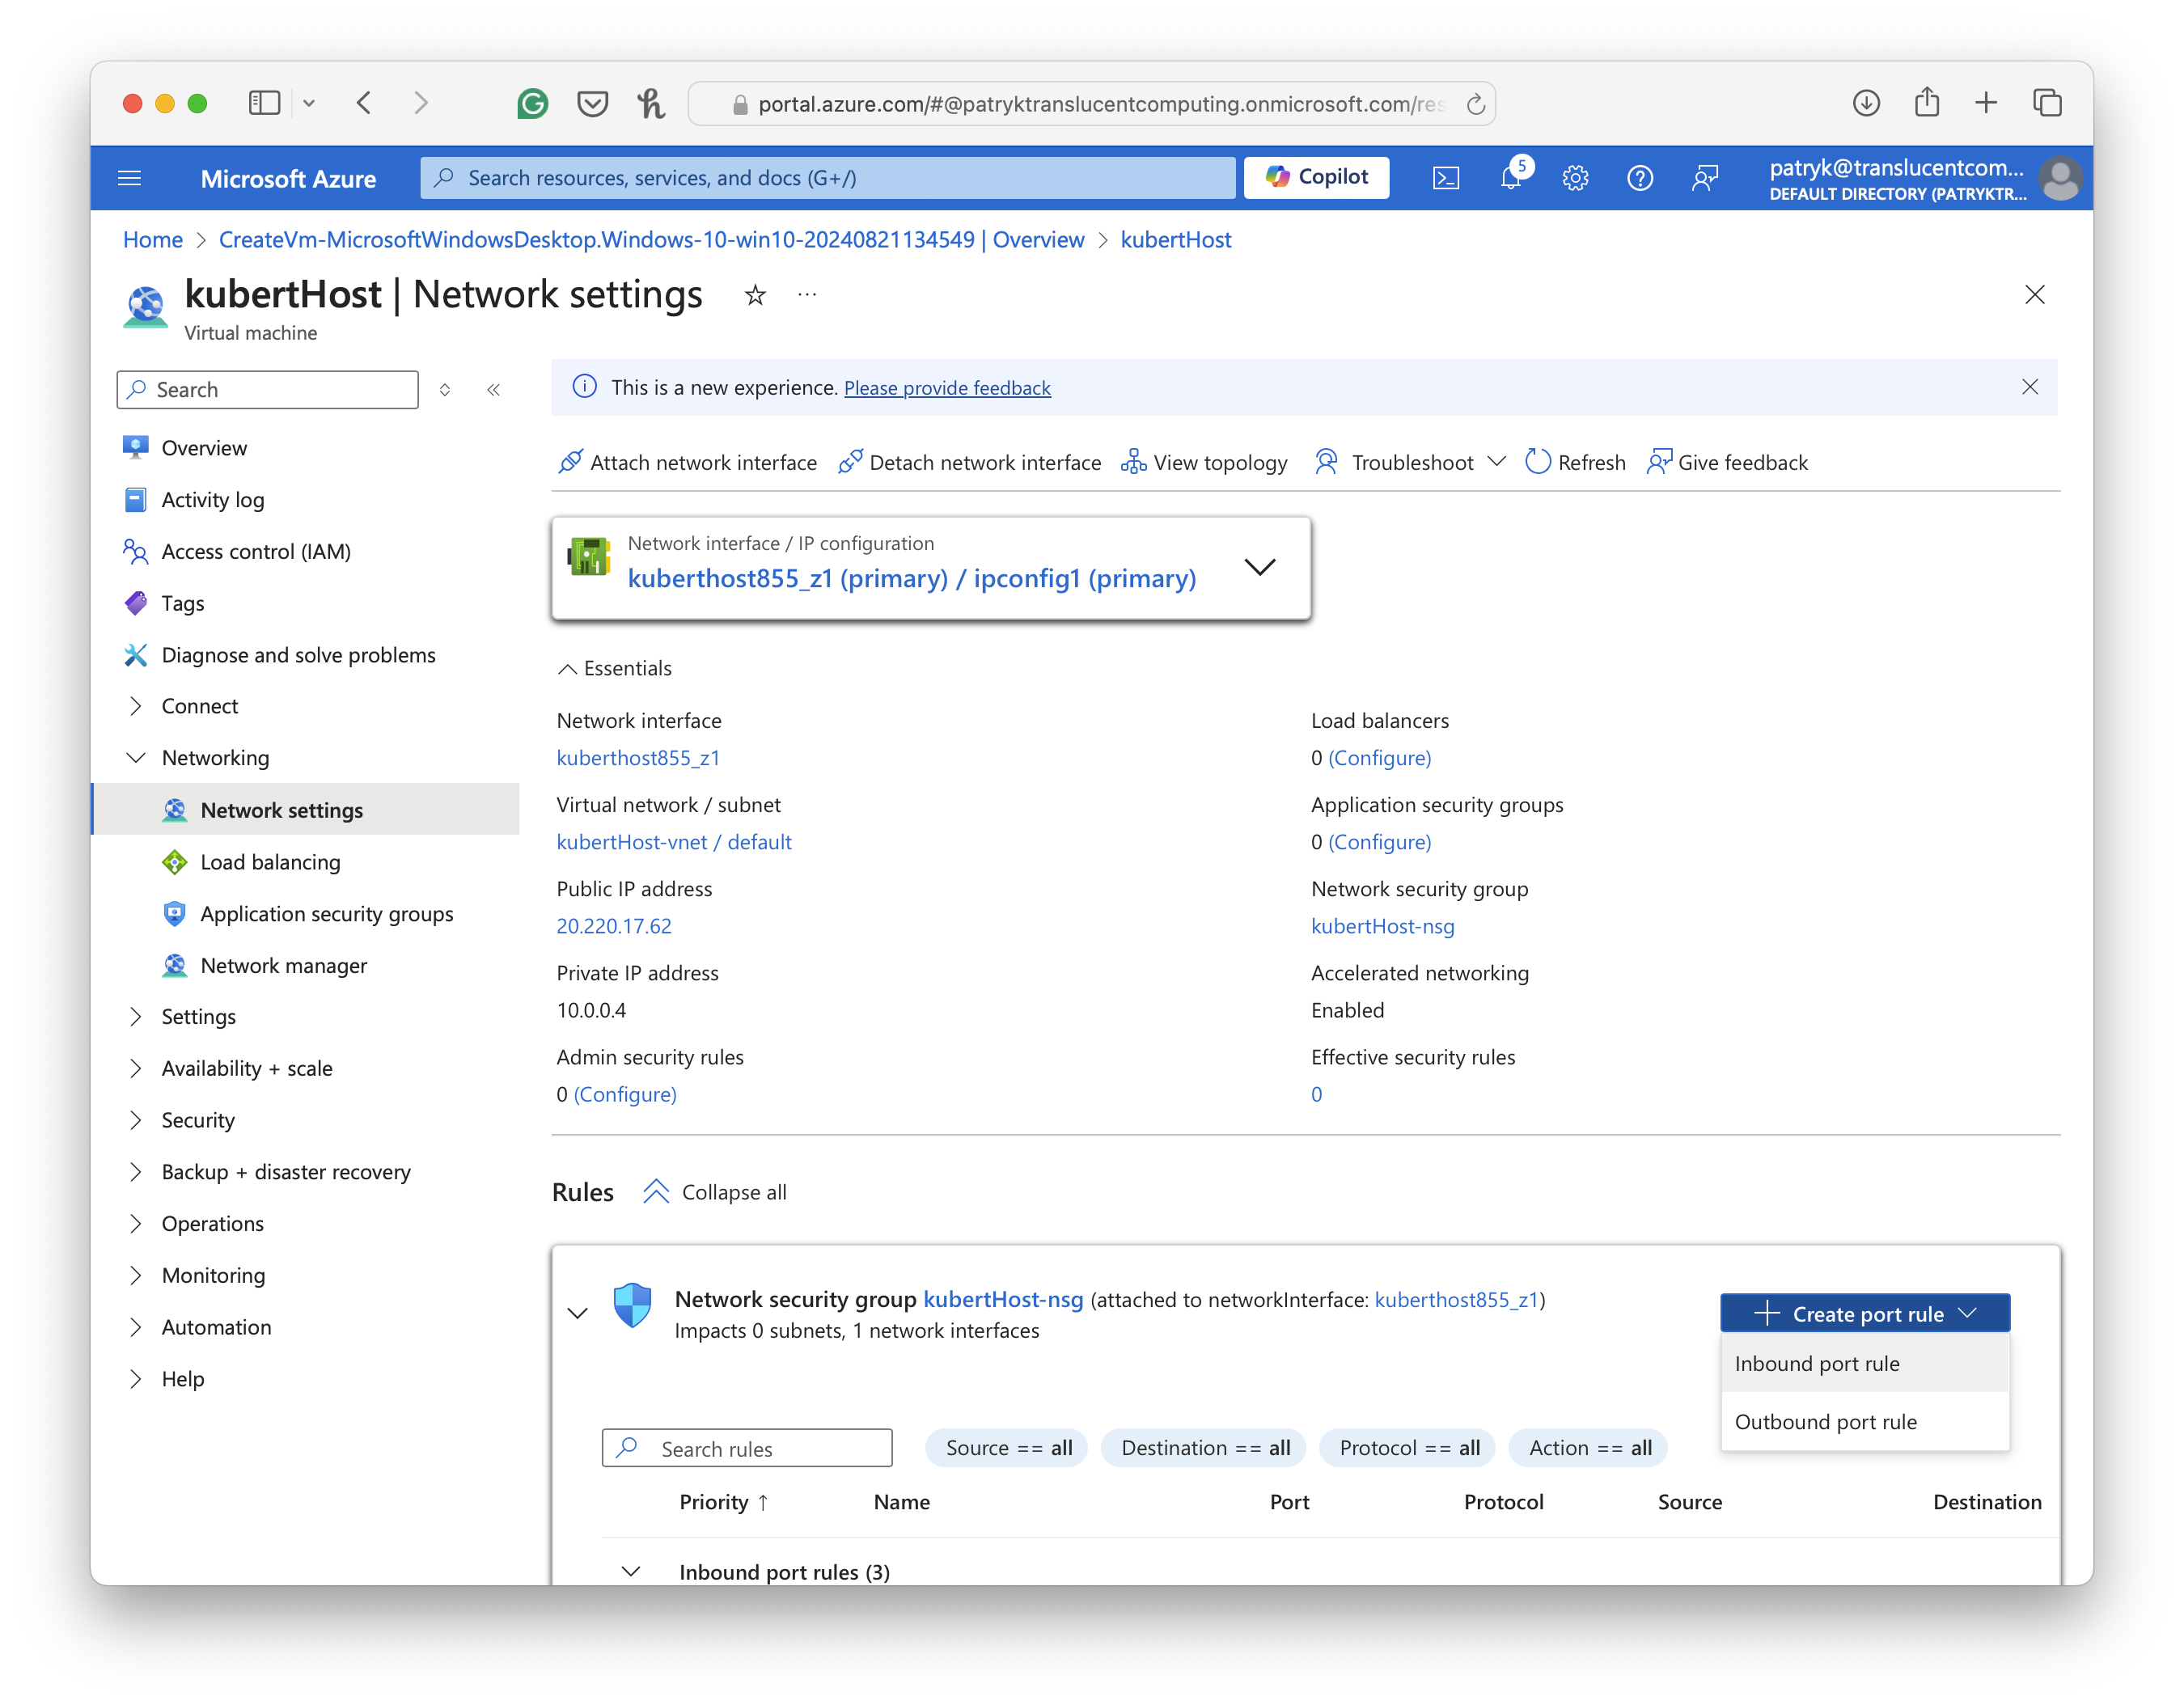 portal.azure.com/#@patryktranslucentcomputing.onmicrosoft.com/res
Microsoft Azure
Search resources, services, and docs (G+/)
Copilot
5
patryk@translucentcom...
DEFAULT DIRECTORY (PATRYKTR...
Home > CreateVm-MicrosoftWindowsDesktop.Windows-10-win10-20240821134549 | Overview > kubertHost
kubertHost | Network settings
...
Virtual machine
Search
Overview
Activity log
Access control (IAM)
Tags
Diagnose and solve problems
Connect
Networking
Network settings
Load balancing
Application security groups
Network manager
Settings
Availability + scale
Security
Backup + disaster recovery
Operations
Monitoring
Automation
Help
This is a new experience. Please provide feedback
Attach network interface
Detach network interface
View topology
Troubleshoot
Refresh
Give feedback
Network interface / IP configuration
kuberthost855_z1 (primary) / ipconfig1 (primary)
Essentials
Network interface
kuberthost855_z1
Virtual network / subnet
kubertHost-vnet / default
Public IP address
20.220.17.62
Private IP address
10.0.0.4
Admin security rules
0 (Configure)
Load balancers
0 (Configure)
Application security groups
0 (Configure)
Network security group
kubertHost-nsg
Accelerated networking
Enabled
Effective security rules
0
Rules
Collapse all
Network security group kubertHost-nsg (attached to networkInterface: kuberthost855_z1)
Impacts 0 subnets, 1 network interfaces
Create port rule
Inbound port rule
Outbound port rule
Search rules
Source == all
Destination == all
Protocol == all
Action == all
Priority ↑
Name
Port
Protocol
Source
Destination
Inbound port rules (3)